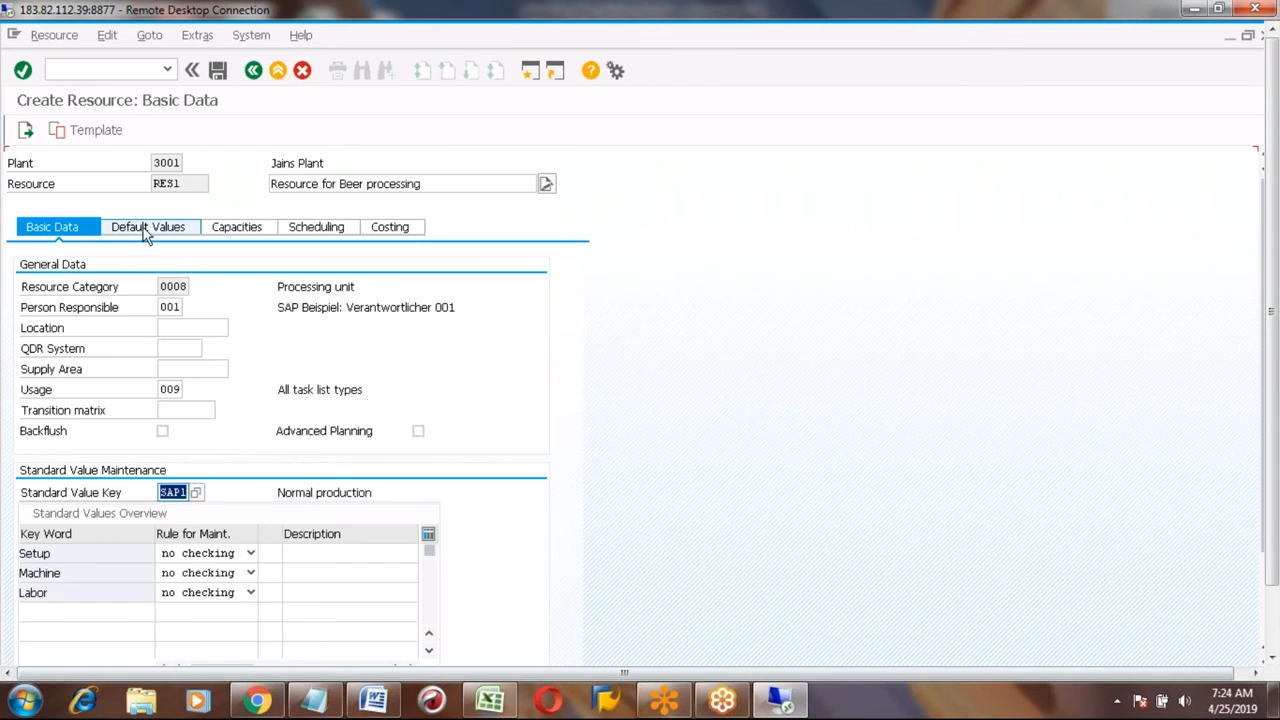 183.82.112.39:8877 - Remote Desktop Connection
Resource Edit Goto Extras System Help
Create Resource: Basic Data
Template
Plant 3001 Jains Plant
Resource RES1 Resource for Beer processing
Basic Data Default Values Capacities Scheduling Costing
General Data
Resource Category 0008 Processing unit
Person Responsible 001 SAP Beispiel: Verantwortlicher 001
Location
QDR System
Supply Area
Usage 009 All task list types
Transition matrix
Backflush Advanced Planning
Standard Value Maintenance
Standard Value Key SAP1 Normal production
Standard Values Overview
Key Word Rule for Maint. Description
Setup no checking
Machine no checking
Labor no checking
7:24 AM
4/25/2019